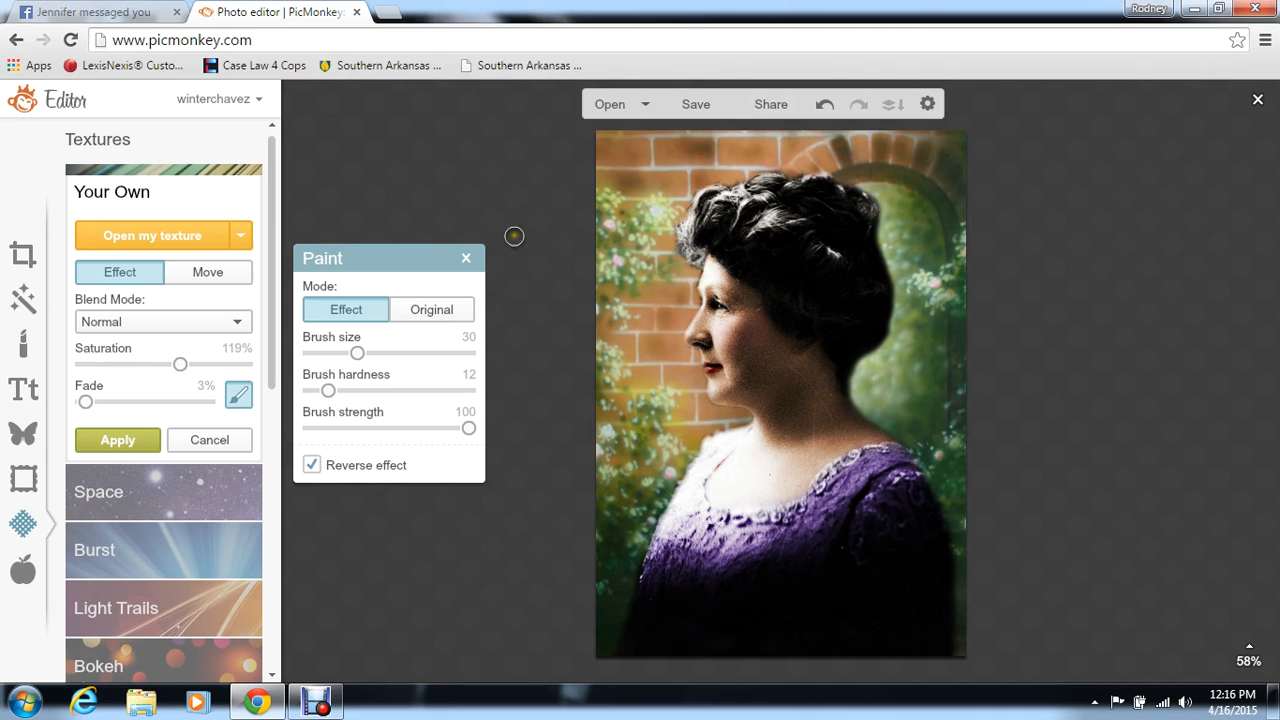 Jennifer messaged you
Photo editor | PicMonkey:
Rodney
www.picmonkey.com
Apps
LexisNexis® Custo...
Case Law 4 Cops
Southern Arkansas ...
Southern Arkansas ...
Editor
winterchavez
Open
Save
Share
Textures
Your Own
Open my texture
Effect
Move
Blend Mode:
Normal
Saturation
119%
Fade
3%
Apply
Cancel
Space
Burst
Light Trails
Bokeh
Tt
Paint
Mode:
Effect
Original
Brush size
30
Brush hardness
12
Brush strength
100
Reverse effect
58%
12:16 PM
4/16/2015